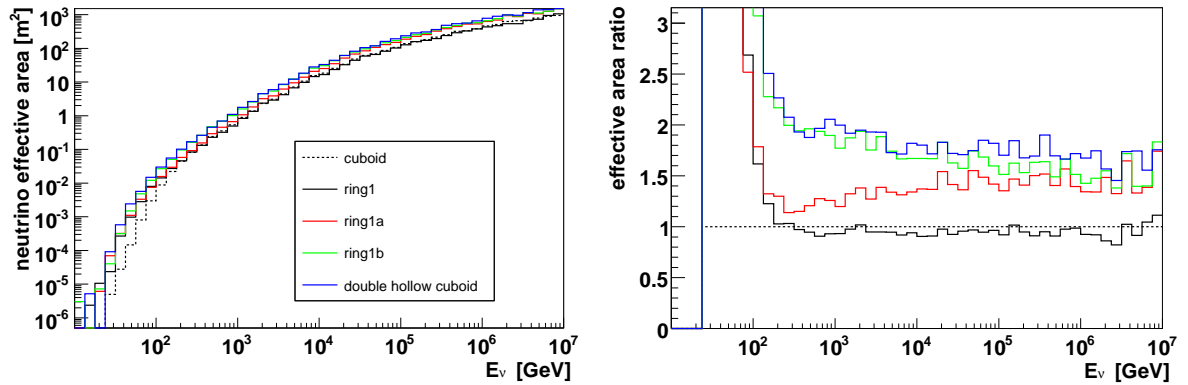 neutrino effective area [m²]
10³
10²
10
1
10⁻¹
10⁻²
10⁻³
10⁻⁴
10⁻⁵
10⁻⁶
cuboid
ring1
ring1a
ring1b
double hollow cuboid
10² 10³ 10⁴ 10⁵ 10⁶ 10⁷
Eν [GeV]
effective area ratio
3
2.5
2
1.5
1
0.5
0
10² 10³ 10⁴ 10⁵ 10⁶ 10⁷
Eν [GeV]